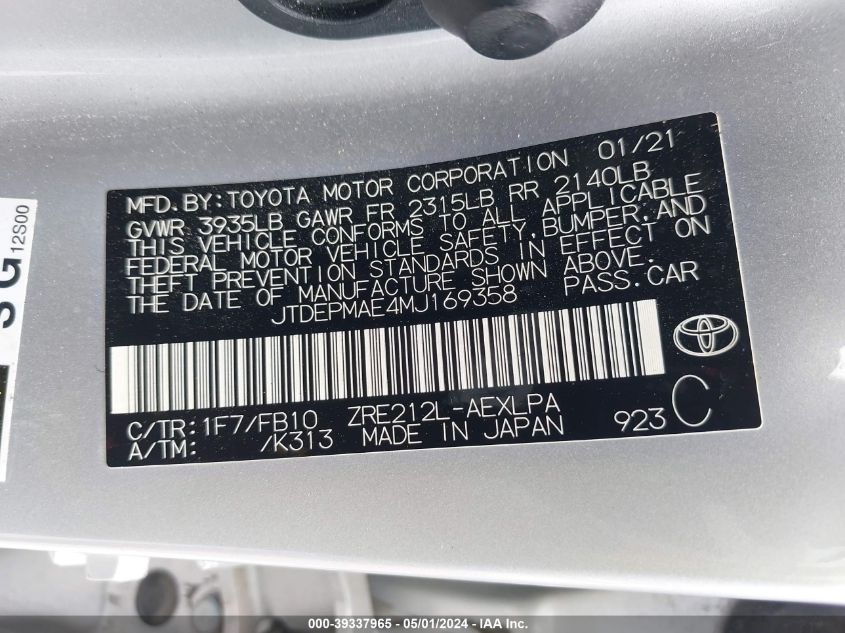 MFD.BY:TOYOTA MOTOR CORPORATION 01/21
GVWR 3935LB GAWR FR 2315LB RR 2140LB
THIS VEHICLE CONFORMS TO ALL APPLICABLE
FEDERAL MOTOR VEHICLE SAFETY,BUMPER,AND
THEFT PREVENTION STANDARDS IN EFFECT ON
THE DATE OF MANUFACTURE SHOWN ABOVE.
JTDEPMAE4MJ169358 PASS.CAR
C/TR:1F7/FB10 ZRE212L-AEXLPA
A/TM: /K313 MADE IN JAPAN 923 C
G 12S00
000-39337965 - 05/01/2024 - IAA Inc.